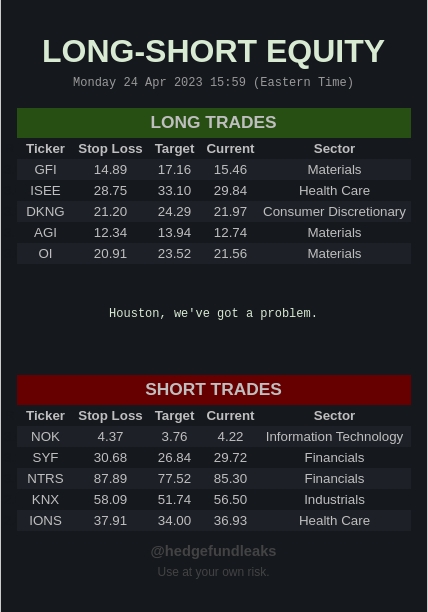 LONG-SHORT EQUITY
Monday 24 Apr 2023 15:59 (Eastern Time)
LONG TRADES
Ticker Stop Loss Target Current Sector
GFI 14.89 17.16 15.46 Materials
ISEE 28.75 33.10 29.84 Health Care
DKNG 21.20 24.29 21.97 Consumer Discretionary
AGI 12.34 13.94 12.74 Materials
OI 20.91 23.52 21.56 Materials
Houston, we've got a problem.
SHORT TRADES
Ticker Stop Loss Target Current Sector
NOK 4.37 3.76 4.22 Information Technology
SYF 30.68 26.84 29.72 Financials
NTRS 87.89 77.52 85.30 Financials
KNX 58.09 51.74 56.50 Industrials
IONS 37.91 34.00 36.93 Health Care
@hedgefundleaks
Use at your own risk.